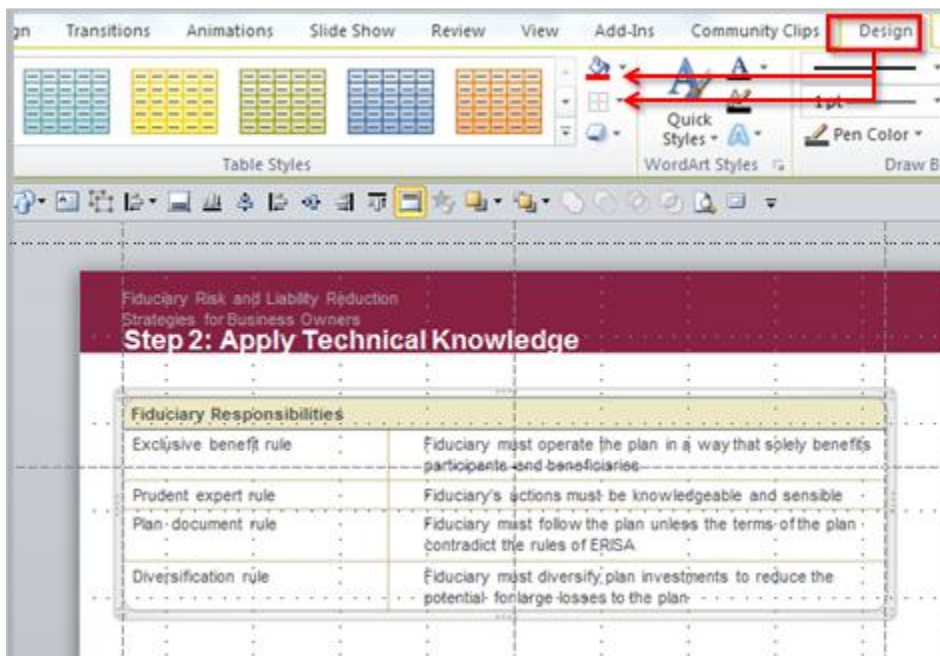 gn Transitions Animations Slide Show Review View Add-Ins Community Clips Design
1 pt
Quick
Styles
Pen Color
Table Styles WordArt Styles Draw B
Fiduciary Risk and Liability Reduction
Strategies for Business Owners
Step 2: Apply Technical Knowledge
Fiduciary Responsibilities
Exclusive benefit rule Fiduciary must operate the plan in a way that solely benefits
participants and beneficiaries
Prudent expert rule Fiduciary's actions must be knowledgeable and sensible
Plan document rule Fiduciary must follow the plan unless the terms of the plan
contradict the rules of ERISA
Diversification rule Fiduciary must diversify plan investments to reduce the
potential for large losses to the plan